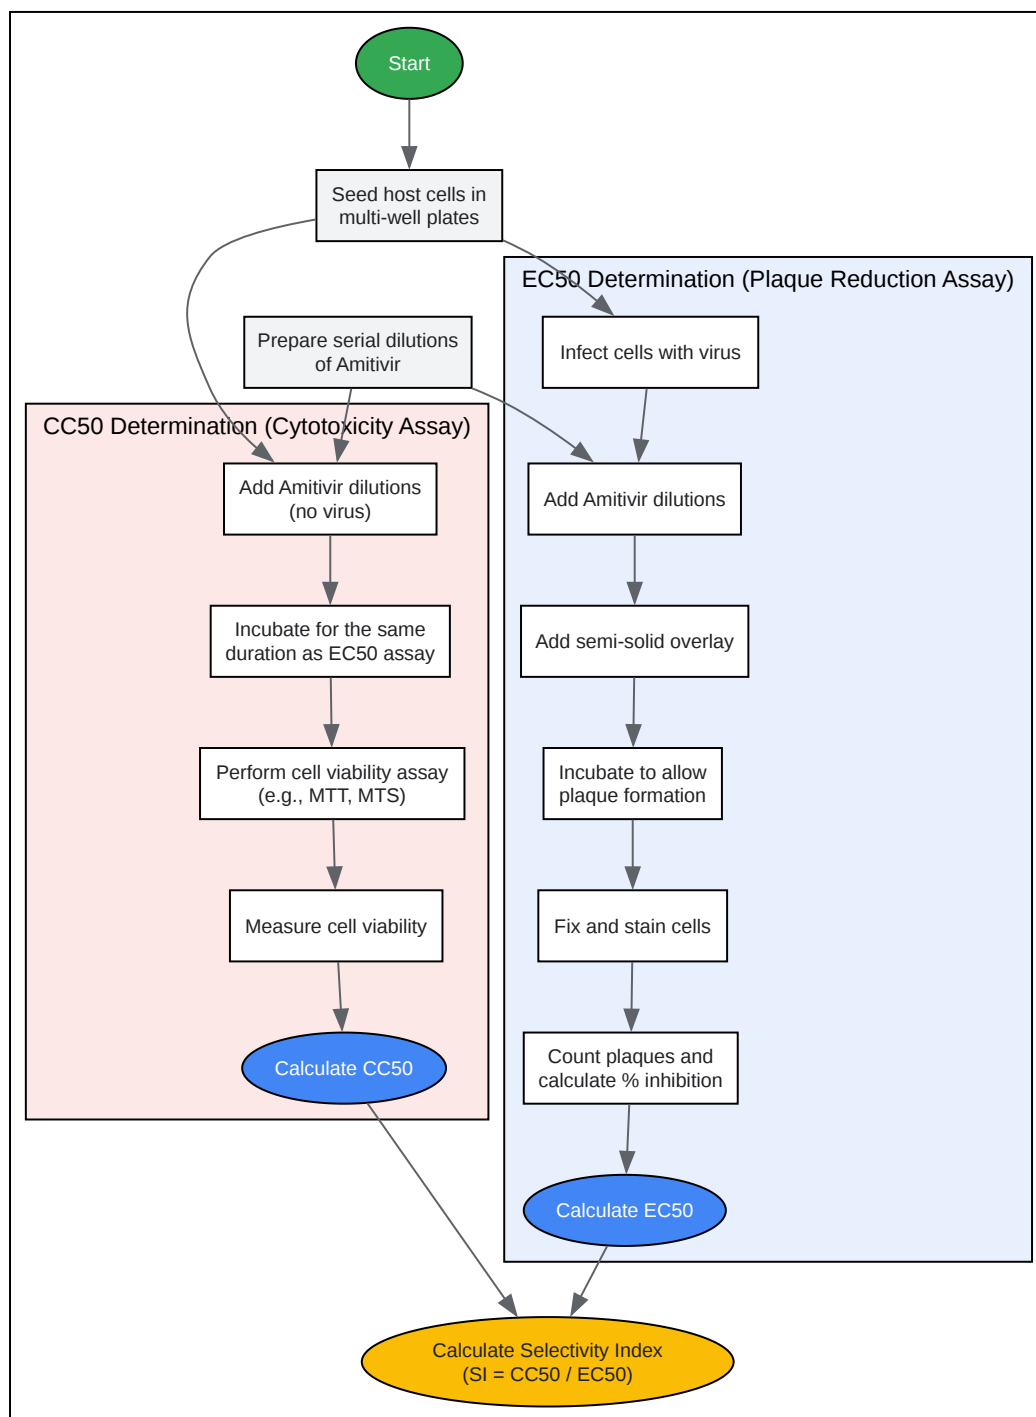 Start
Seed host cells in
multi-well plates
EC50 Determination (Plaque Reduction Assay)
Prepare serial dilutions
of Amitivir
Infect cells with virus
CC50 Determination (Cytotoxicity Assay)
Add Amitivir dilutions
(no virus)
Add Amitivir dilutions
Incubate for the same
duration as EC50 assay
Add semi-solid overlay
Perform cell viability assay
(e.g., MTT, MTS)
Incubate to allow
plaque formation
Measure cell viability
Fix and stain cells
Calculate CC50
Count plaques and
calculate % inhibition
Calculate EC50
Calculate Selectivity Index
(SI = CC50 / EC50)